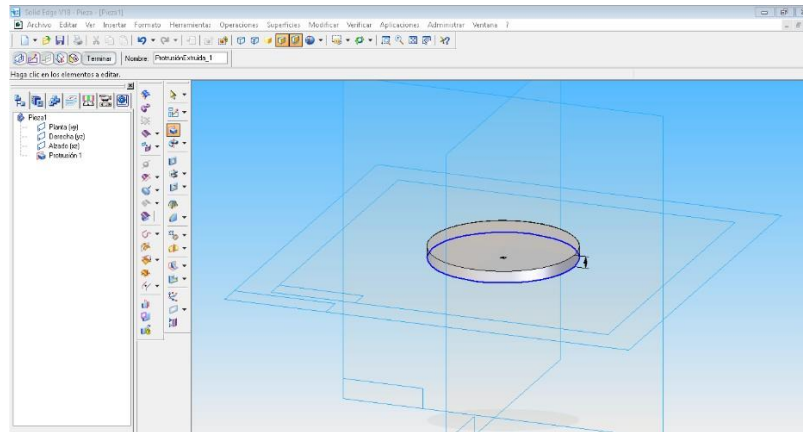 Solid Edge V18 - Pieza - [Pieza1]
Archivo Editar Ver Insertar Formato Herramientas Operaciones Superficies Modificar Verificar Aplicaciones Administrar Ventana ?
Terminar Nombre: ProtrusiónExtruida_1
Haga clic en los elementos a editar.
Pieza1
Planta (xy)
Derecha (yz)
Alzado (xz)
Protrusión 1